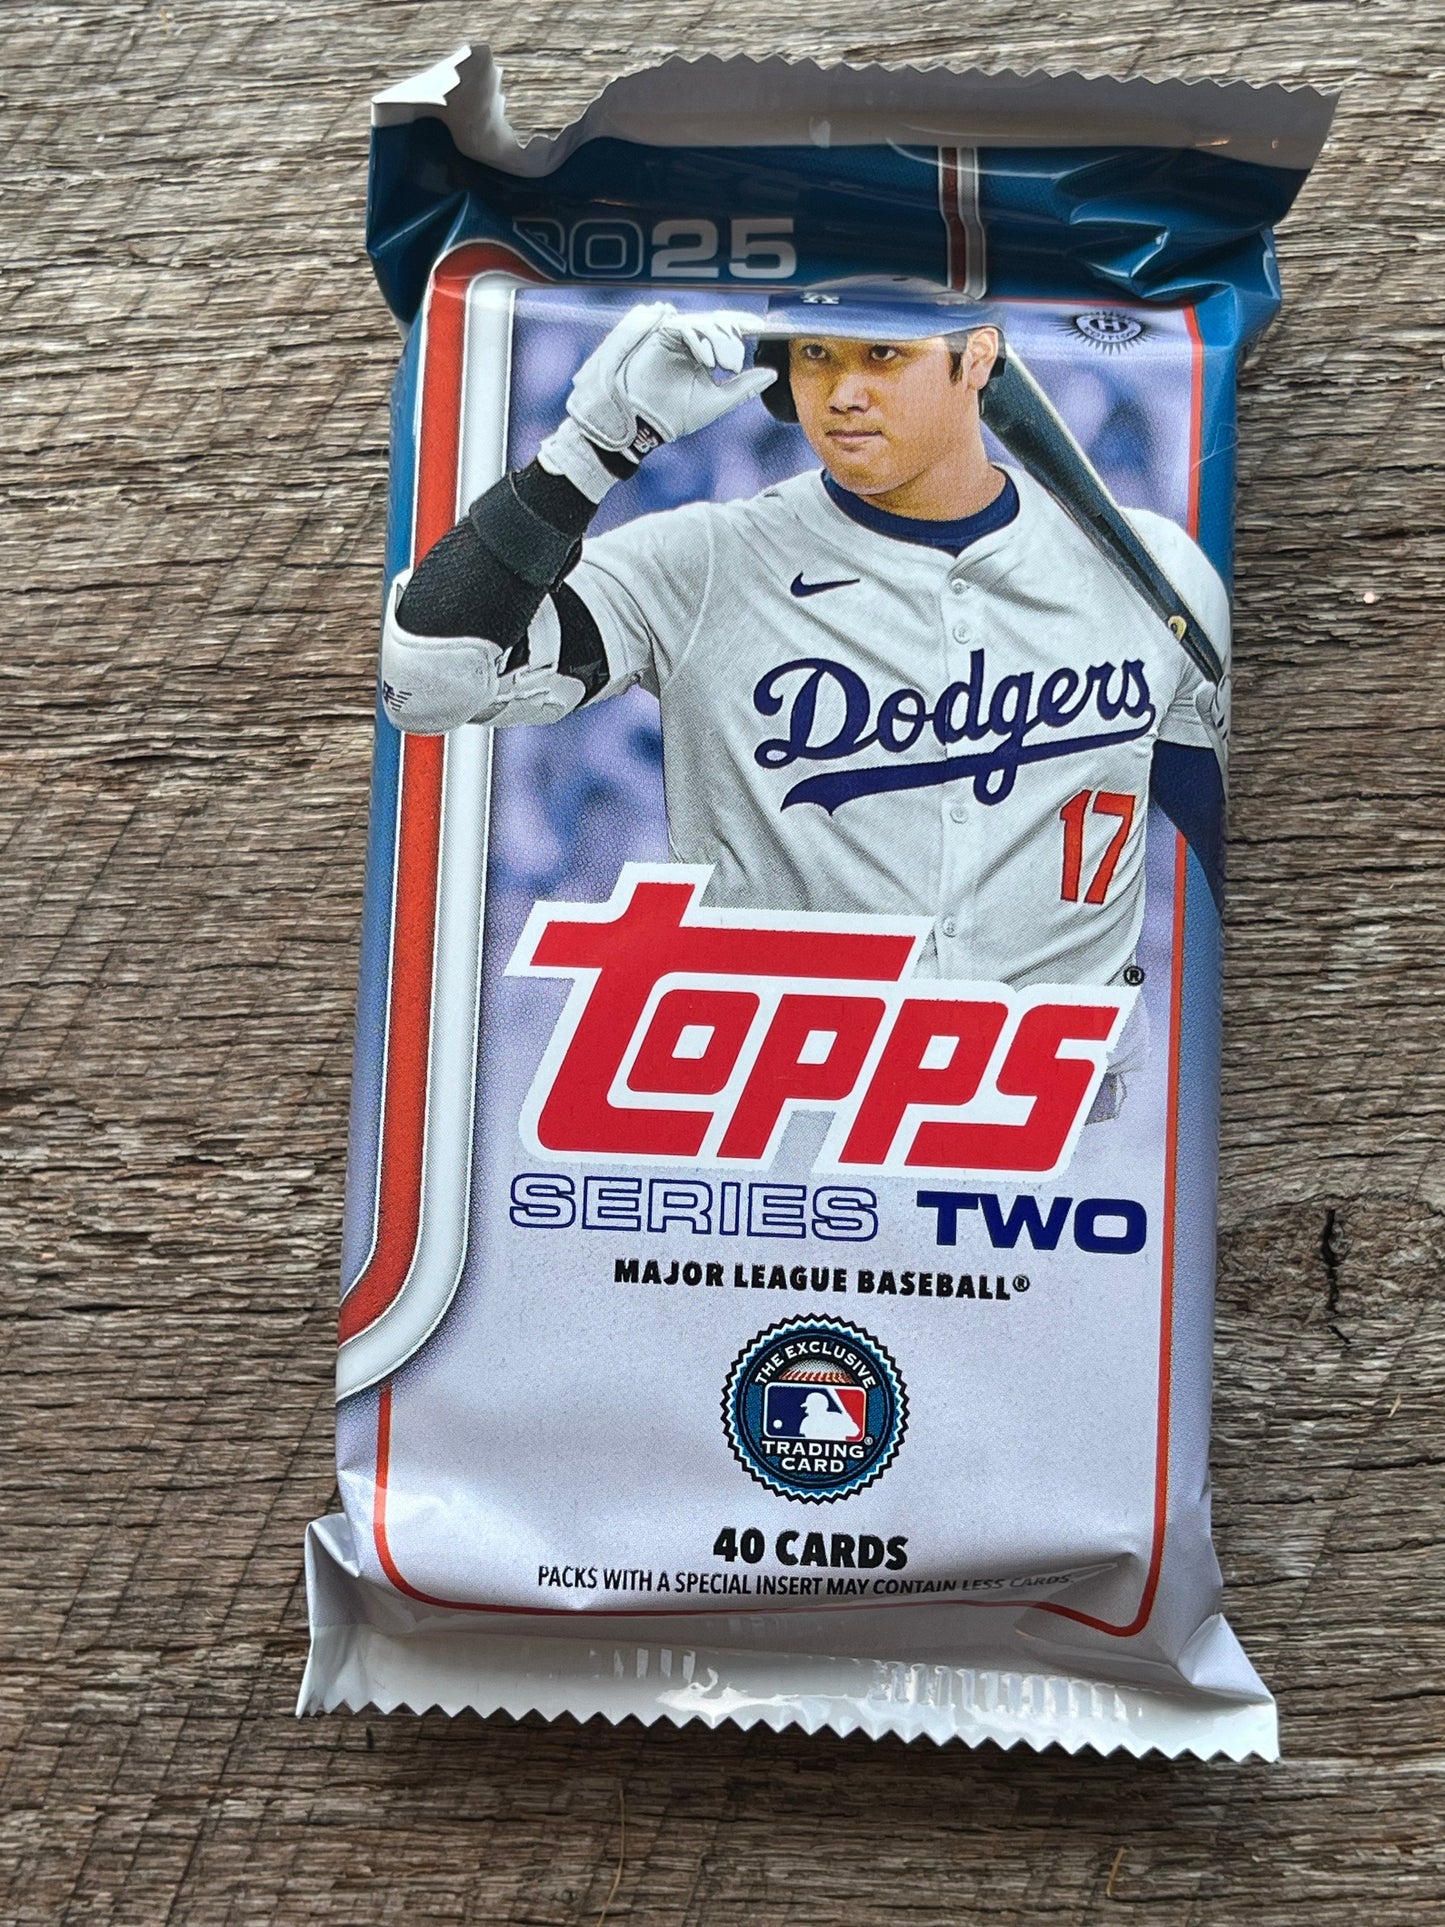 2025
H
EDITION
Dodgers
17
TOPPS®
SERIES TWO
MAJOR LEAGUE BASEBALL®
THE EXCLUSIVE
TRADING
CARD
40 CARDS
PACKS WITH A SPECIAL INSERT MAY CONTAIN LESS CARDS.